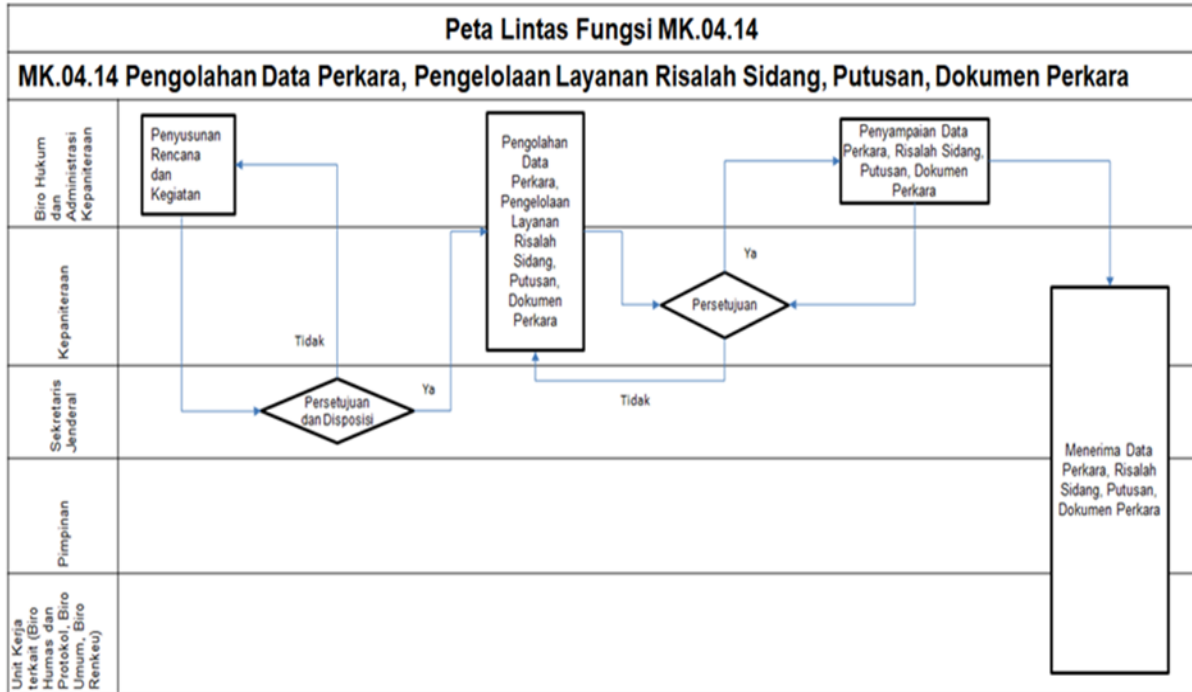 Peta Lintas Fungsi MK.04.14
MK.04.14 Pengolahan Data Perkara, Pengelolaan Layanan Risalah Sidang, Putusan, Dokumen Perkara
Biro Hukum
dan
Administrasi
Kepaniteraan
Penyusunan
Rencana
dan
Kegiatan
Pengolahan
Data
Perkara,
Pengelolaan
Layanan
Risalah
Sidang,
Putusan,
Dokumen
Perkara
Penyampaian Data
Perkara, Risalah Sidang,
Putusan, Dokumen
Perkara
Kepaniteraan
Tidak
Ya
Persetujuan
Sekretaris
Jenderal
Persetujuan
dan Disposisi
Ya
Tidak
Menerima Data
Perkara, Risalah
Sidang, Putusan,
Dokumen Perkara
Pimpinan
Unit Kerja
terkait (Biro
Humas dan
Protokol, Biro
Umum, Biro
Renkeu)